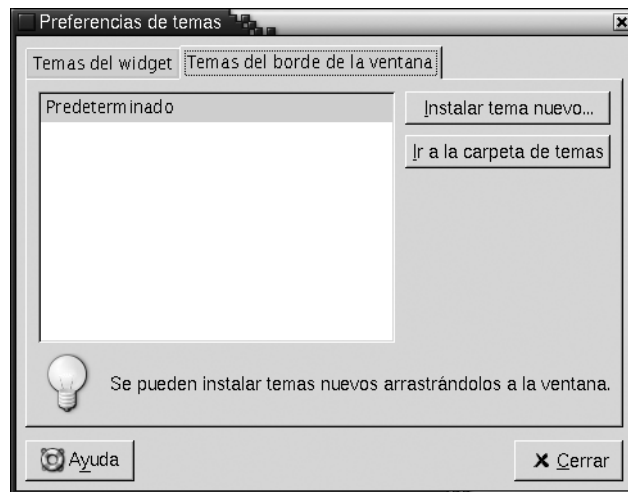 Preferencias de temas
Temas del widget
Temas del borde de la ventana
Predeterminado
Instalar tema nuevo...
Ir a la carpeta de temas
Se pueden instalar temas nuevos arrastrándolos a la ventana.
Ayuda
Cerrar